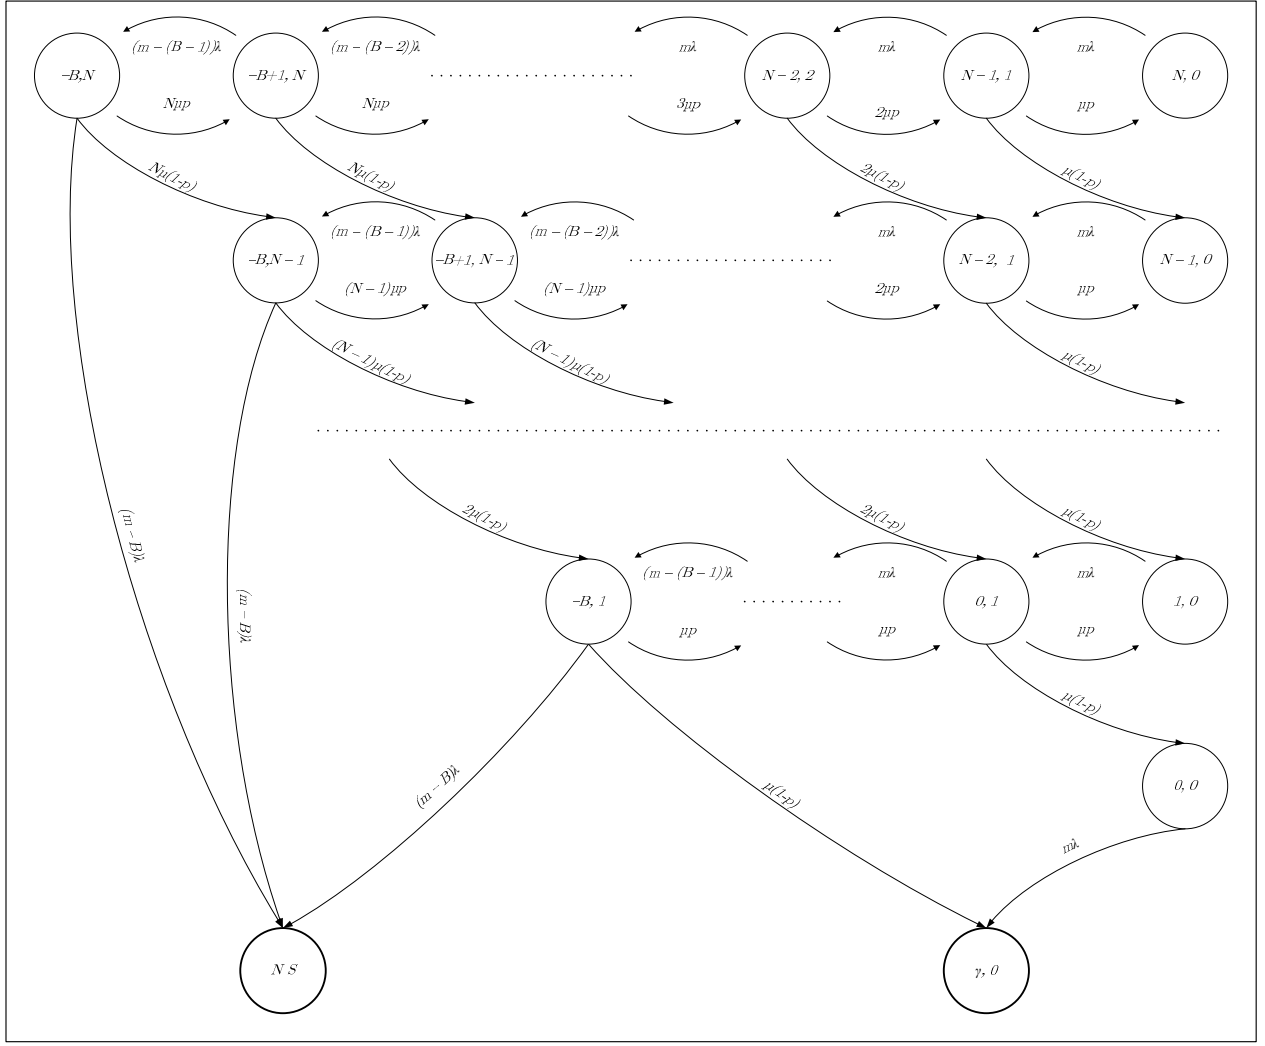 (m – (B – 1))λ (m – (B – 2))λ mλ mλ mλ
–B,N –B+1, N N – 2, 2 N – 1, 1 N, 0
Nμp Nμp 3μp 2μp μp
Nμ(1-p) Nμ(1-p) 2μ(1-p) μ(1-p)
(m – (B – 1))λ (m – (B – 2))λ mλ mλ
–B,N – 1 –B+1, N – 1 N – 2, 1 N – 1, 0
(N – 1)μp (N – 1)μp 2μp μp
(N – 1)μ(1-p) (N – 1)μ(1-p) μ(1-p)
2μ(1-p) 2μ(1-p) μ(1-p)
(m – B)λ
(m – B)λ
(m – (B – 1))λ mλ mλ
–B, 1 0, 1 1, 0
μp μp μp
μ(1-p)
(m – B)λ μ(1-p) 0, 0
mλ
N S γ, 0